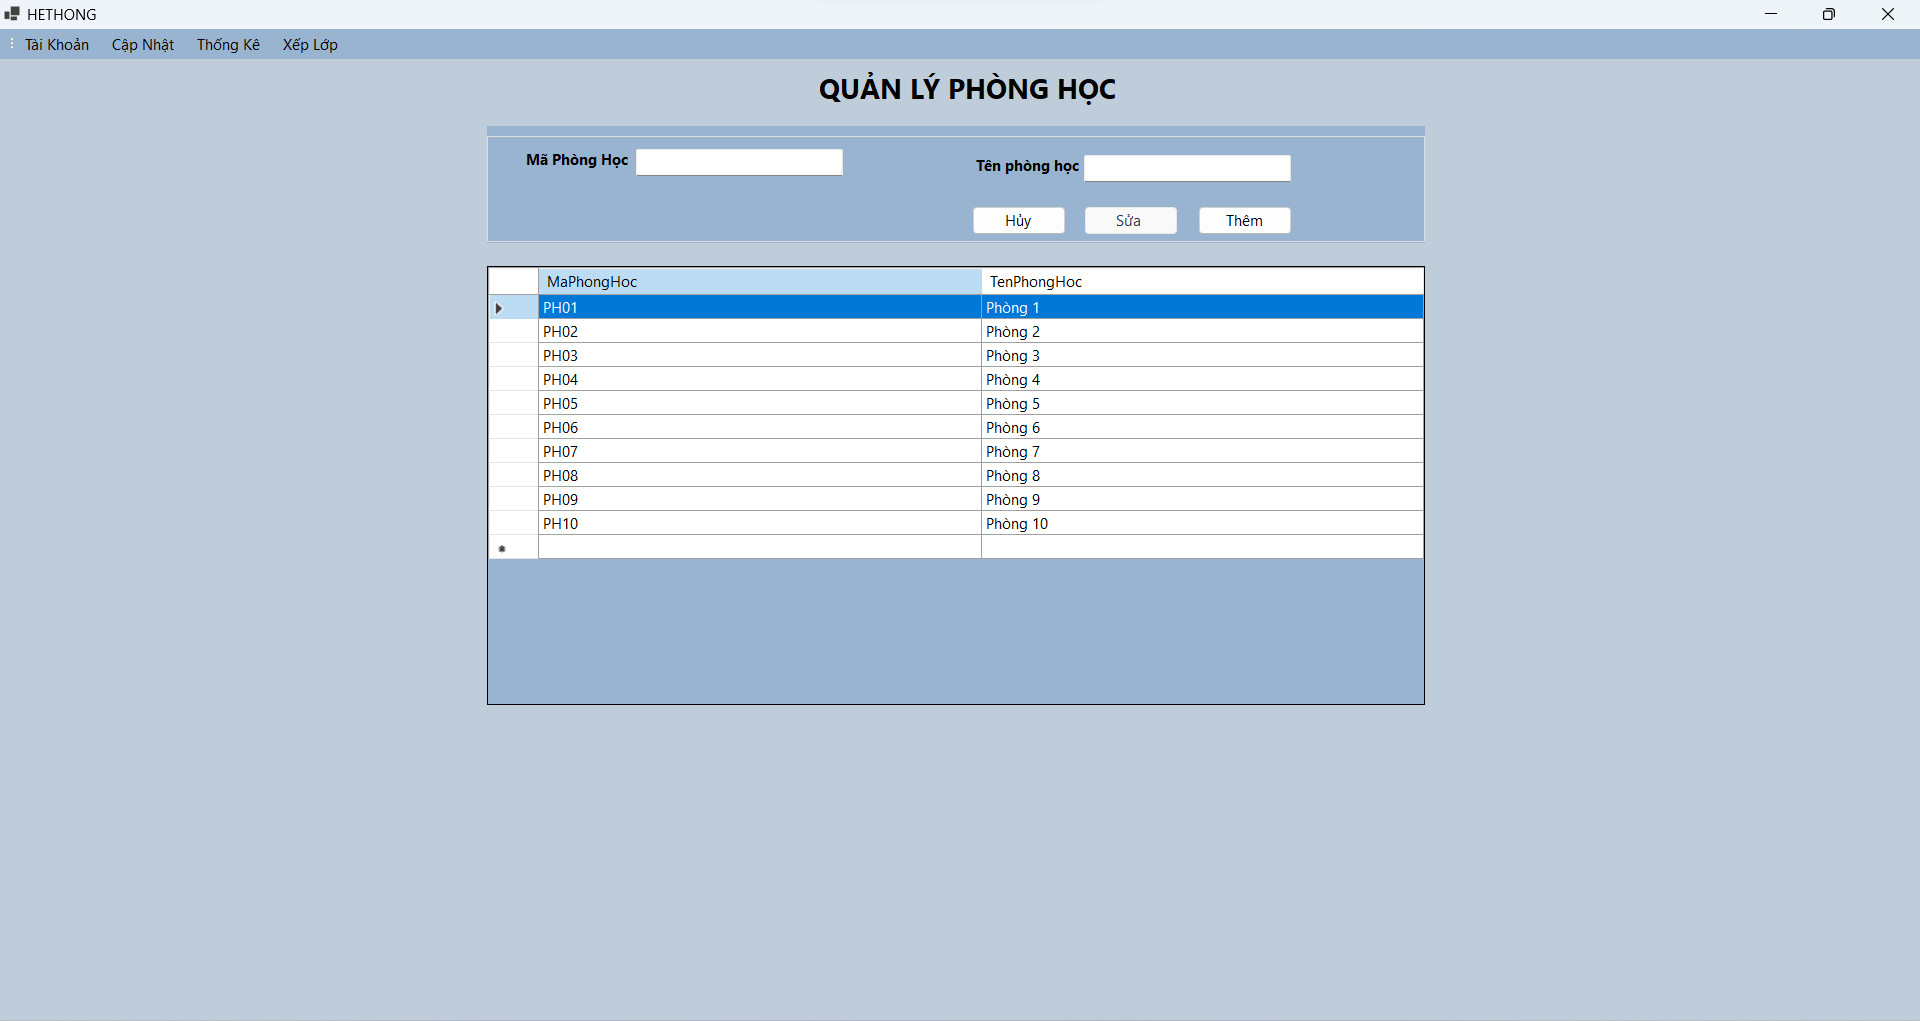 HETHONG
Tài Khoản Cập Nhật Thống Kê Xếp Lớp
QUẢN LÝ PHÒNG HỌC
Mã Phòng Học Tên phòng học
Hủy Sửa Thêm
MaPhongHoc TenPhongHoc
PH01 Phòng 1
PH02 Phòng 2
PH03 Phòng 3
PH04 Phòng 4
PH05 Phòng 5
PH06 Phòng 6
PH07 Phòng 7
PH08 Phòng 8
PH09 Phòng 9
PH10 Phòng 10